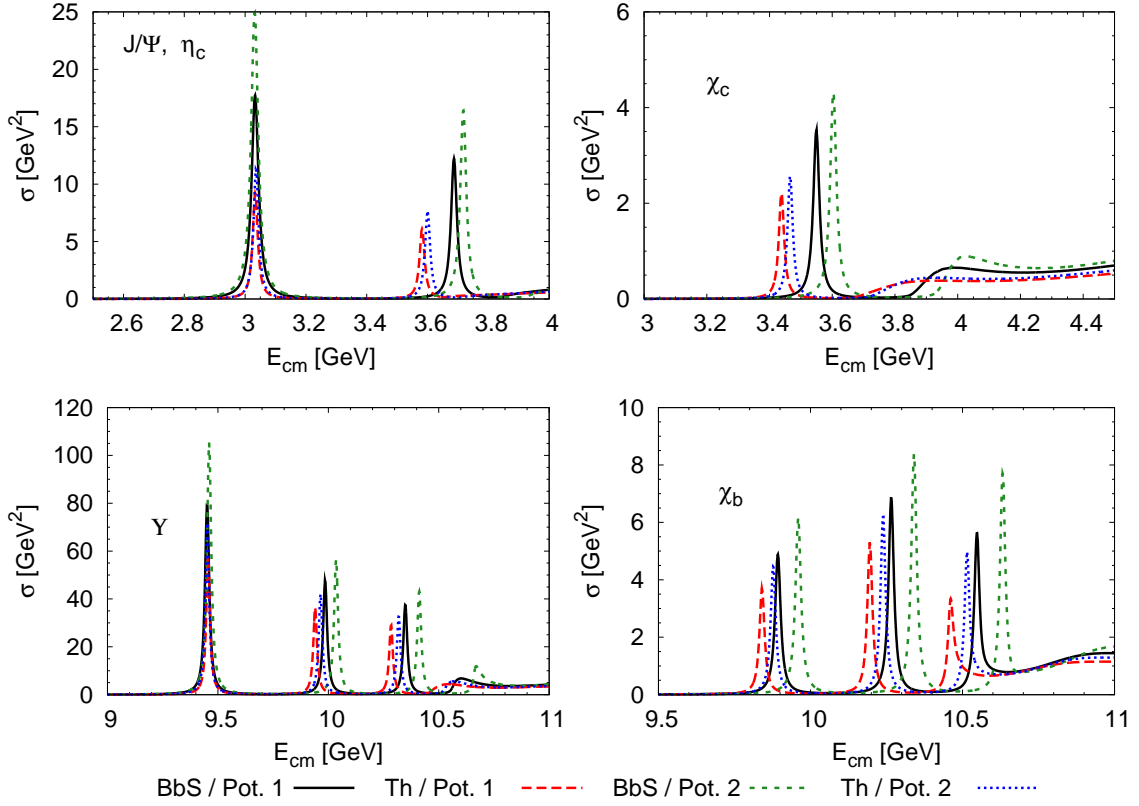 J/Ψ, η_c
σ [GeV²]
25
20
15
10
5
0
2.6 2.8 3 3.2 3.4 3.6 3.8 4
E_cm [GeV]
χ_c
σ [GeV²]
6
4
2
0
3 3.2 3.4 3.6 3.8 4 4.2 4.4
E_cm [GeV]
Υ
σ [GeV²]
120
100
80
60
40
20
0
9 9.5 10 10.5 11
E_cm [GeV]
χ_b
σ [GeV²]
10
8
6
4
2
0
9.5 10 10.5 11
E_cm [GeV]
BbS / Pot. 1 Th / Pot. 1 BbS / Pot. 2 Th / Pot. 2